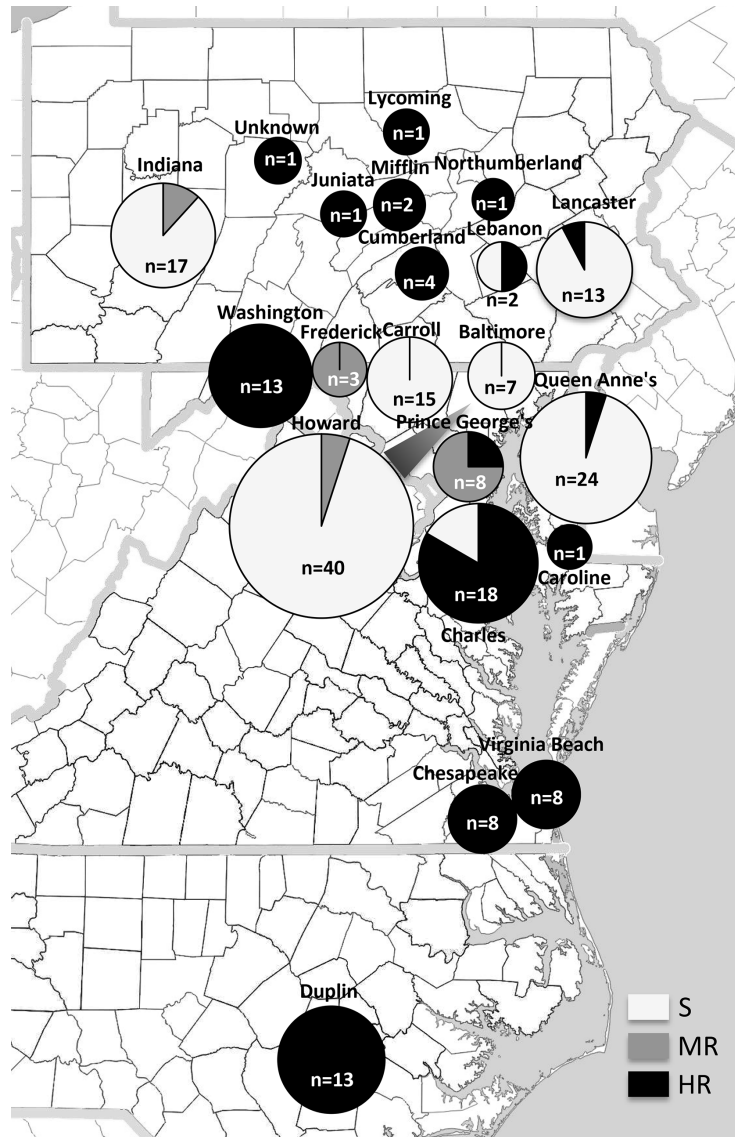 Lycoming
n=1
Unknown
n=1
Indiana
n=17
Juniata
n=1
Mifflin
n=2
Northumberland
n=1
Cumberland
n=4
Lebanon
n=2
Lancaster
n=13
Washington
n=13
Frederick
n=3
Carroll
n=15
Baltimore
n=7
Queen Anne's
n=24
Howard
n=40
Prince George's
n=8
n=18
Charles
n=1
Caroline
Virginia Beach
n=8
Chesapeake
n=8
Duplin
n=13
S
MR
HR